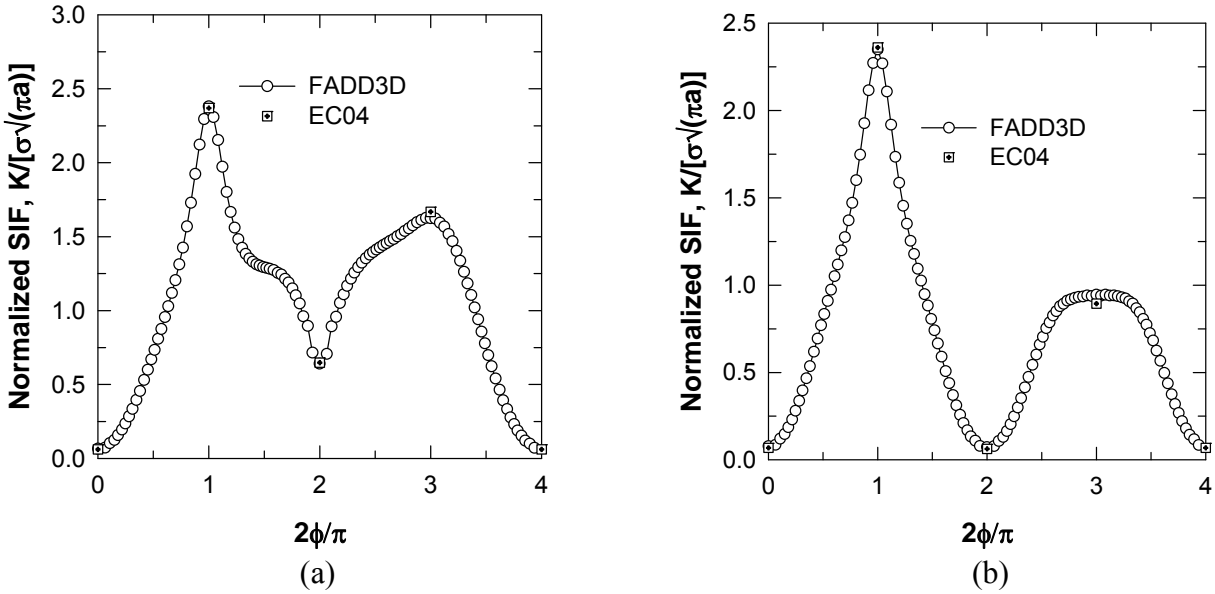 Normalized SIF, K/[σ√(πa)]
3.0
2.5
2.0
1.5
1.0
0.5
0.0
FADD3D
EC04
0 1 2 3 4
2ϕ/π
(a)
Normalized SIF, K/[σ√(πa)]
2.5
2.0
1.5
1.0
0.5
0.0
FADD3D
EC04
0 1 2 3 4
2ϕ/π
(b)